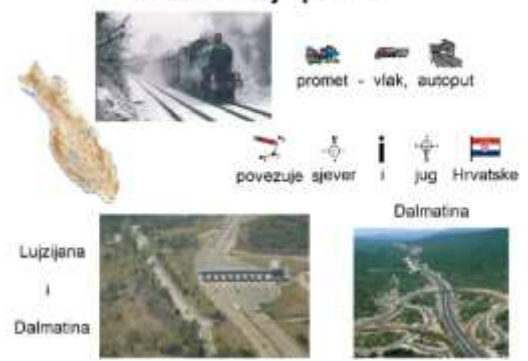 promet - vlak, autoput
povezuje sjever i jug Hrvatske
Dalmatina
Lujzijana
i
Dalmatina